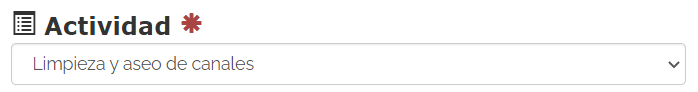 Actividad *
Limpieza y aseo de canales